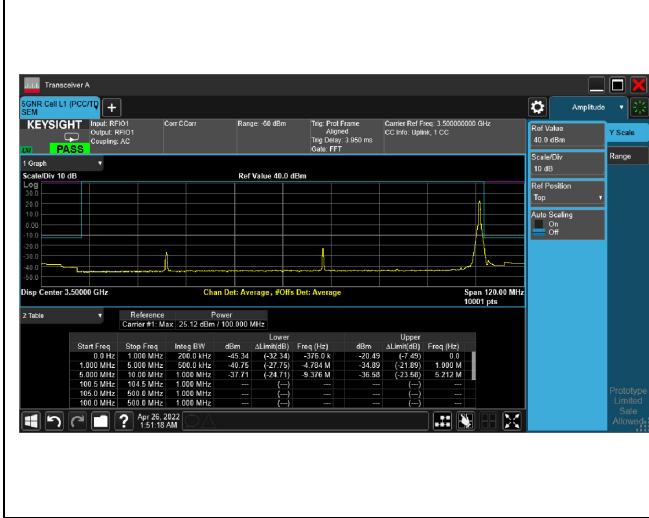 Transceiver A
5GNR Cell L1 (PCC/TD
SEM
+
Amplitude
KEYSIGHT
Input: RFIO1
Output: RFIO1
Coupling: AC
Corr CCorr
Range: -60 dBm
Trig: Prot Frame
Aligned
Trig Delay: 3.950 ms
Gate: FFT
Carrier Ref Freq: 3.500000000 GHz
CC Info: Uplink, 1 CC
PASS
Ref Value
40.0 dBm
Y Scale
Scale/Div
10 dB
Range
Ref Position
Top
Auto Scaling
On
Off
1 Graph
Scale/Div 10 dB
Ref Value 40.0 dBm
Log
30.0
20.0
10.0
0.00
-10.0
-20.0
-30.0
-40.0
-50.0
Disp Center 3.50000 GHz
Chan Det: Average, #Offs Det: Average
Span 120.00 MHz
10001 pts
2 Table
Reference Power
Carrier #1: Max: 25.12 dBm / 100.000 MHz
Lower Upper
Start Freq Stop Freq Integ BW dBm ΔLimit(dB) Freq (Hz) dBm ΔLimit(dB) Freq (Hz)
0.0 Hz 1.000 MHz 200.0 kHz -45.34 (-32.34) -376.0 k -20.49 (-7.49) 0.0
1.000 MHz 5.000 MHz 500.0 kHz -40.75 (-27.75) -4.784 M -34.89 (-21.89) 1.000 M
5.000 MHz 10.00 MHz 1.000 MHz -37.71 (-24.71) -9.376 M -36.58 (-23.58) 5.212 M
100.5 MHz 104.5 MHz 1.000 MHz --- (---) --- --- (---) ---
105.0 MHz 500.0 MHz 1.000 MHz --- (---) --- --- (---) ---
100.0 MHz 500.0 MHz 1.000 MHz --- (---) --- --- (---) ---
Prototype
Limited
Sale
Allowed
?
Apr 26, 2022
1:51:18 AM